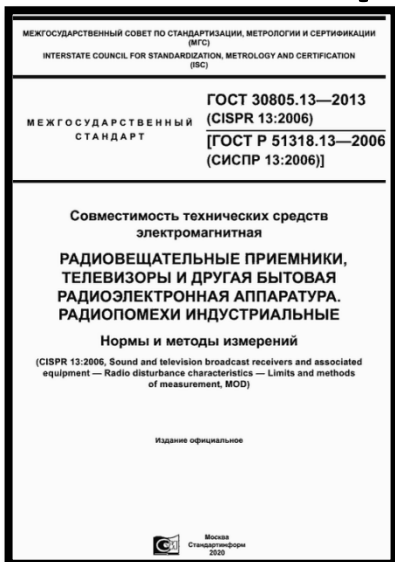 МЕЖГОСУДАРСТВЕННЫЙ СОВЕТ ПО СТАНДАРТИЗАЦИИ, МЕТРОЛОГИИ И СЕРТИФИКАЦИИ
(МГС)
INTERSTATE COUNCIL FOR STANDARDIZATION, METROLOGY AND CERTIFICATION
(ISC)
МЕЖГОСУДАРСТВЕННЫЙ
СТАНДАРТ
ГОСТ 30805.13—2013
(CISPR 13:2006)
[ГОСТ Р 51318.13—2006
(СИСПР 13:2006)]
Совместимость технических средств
электромагнитная
РАДИОВЕЩАТЕЛЬНЫЕ ПРИЕМНИКИ,
ТЕЛЕВИЗОРЫ И ДРУГАЯ БЫТОВАЯ
РАДИОЭЛЕКТРОННАЯ АППАРАТУРА.
РАДИОПОМЕХИ ИНДУСТРИАЛЬНЫЕ
Нормы и методы измерений
(CISPR 13:2006, Sound and television broadcast receivers and associated
equipment — Radio disturbance characteristics — Limits and methods
of measurement, MOD)
Издание официальное
Москва
Стандартинформ
2020